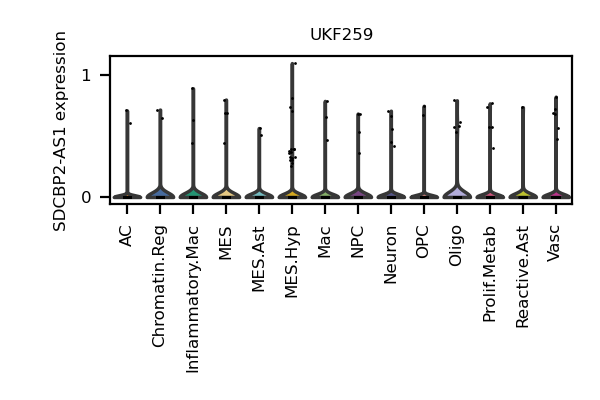 UKF259
SDCBP2-AS1 expression
1
0
AC
Chromatin.Reg
Inflammatory.Mac
MES
MES.Ast
MES.Hyp
Mac
NPC
Neuron
OPC
Oligo
Prolif.Metab
Reactive.Ast
Vasc